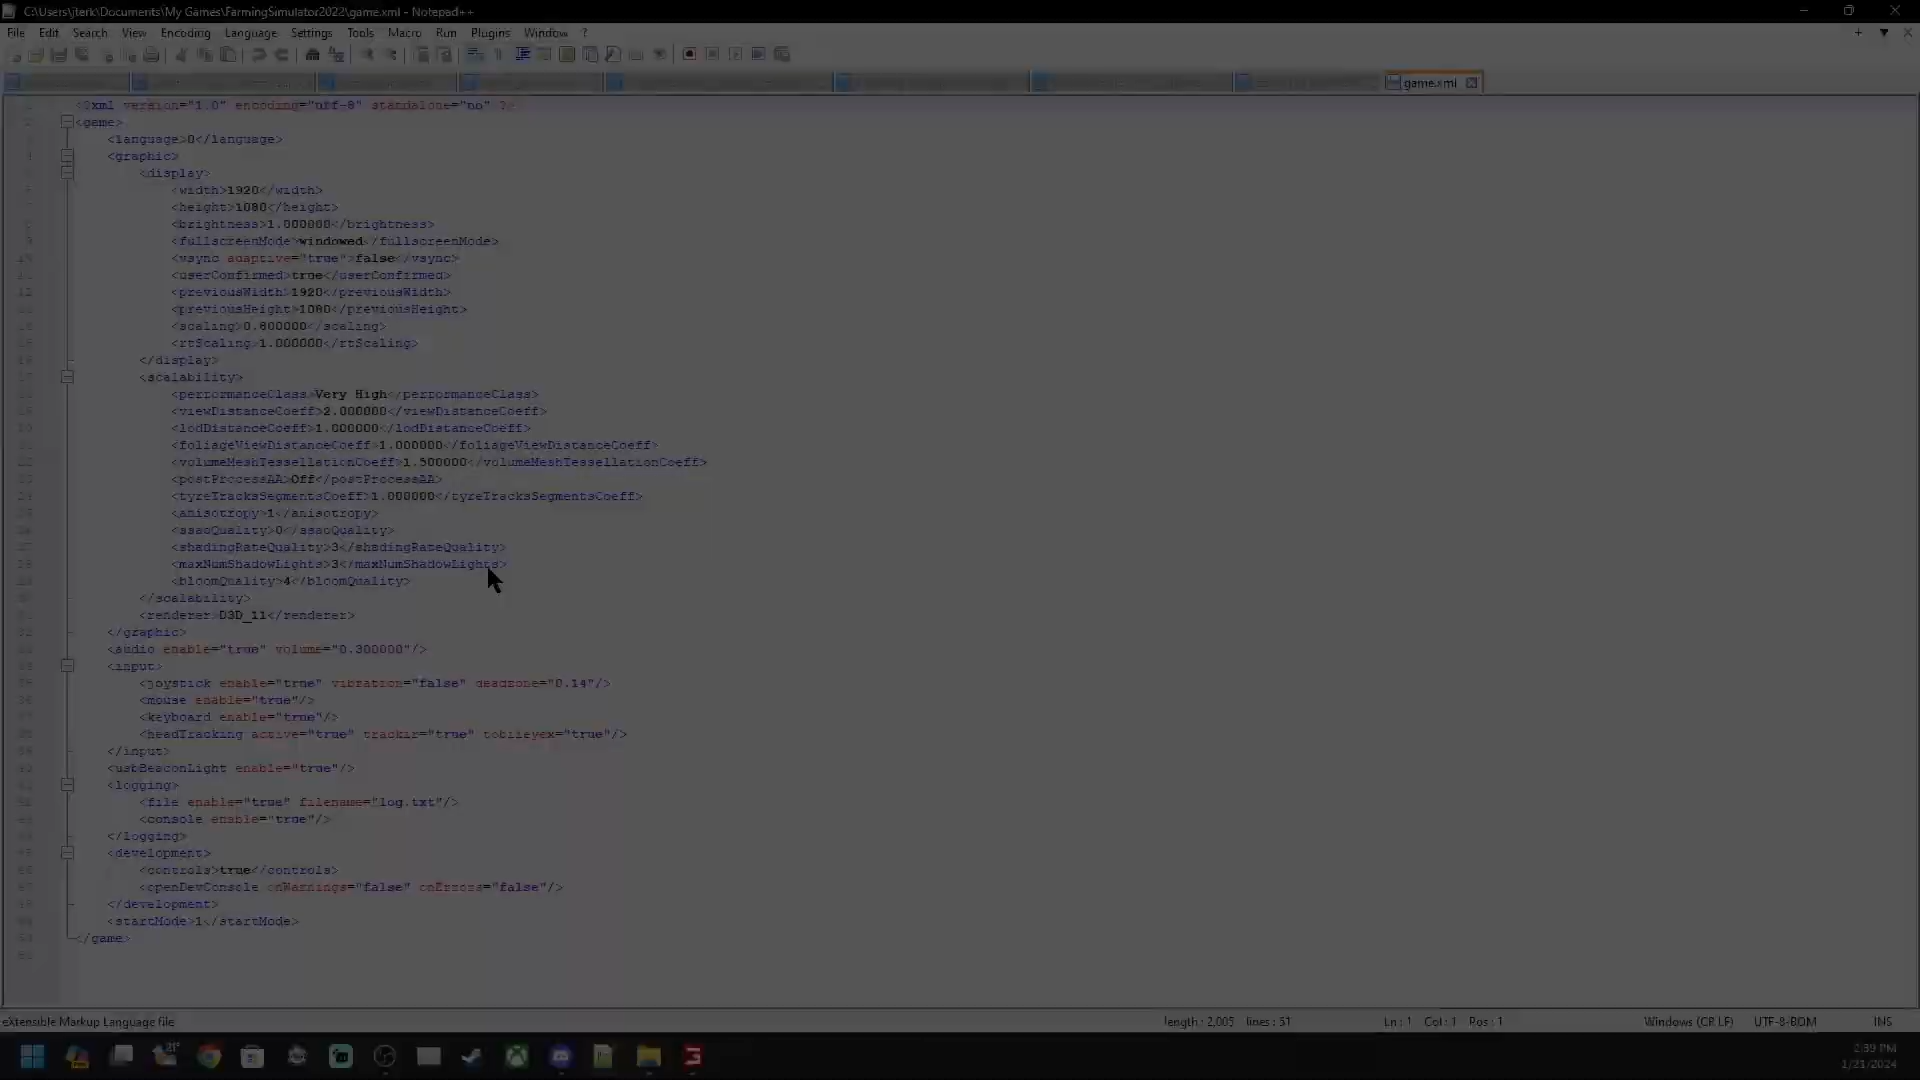 C:\Users\jterk\Documents\My Games\FarmingSimulator2022\game.xml - Notepad++
File Edit Search View Encoding Language Settings Tools Macro Run Plugins Window ?
game.xml
<?xml version="1.0" encoding="utf-8" standalone="no" ?>
<game>
<language>0</language>
<graphic>
<display>
<width>1920</width>
<height>1080</height>
<brightness>1.000000</brightness>
<fullscreenMode>windowed</fullscreenMode>
<vsync adaptive="true">false</vsync>
<userConfirmed>true</userConfirmed>
<previousWidth>1920</previousWidth>
<previousHeight>1080</previousHeight>
<scaling>0.800000</scaling>
<rtScaling>1.000000</rtScaling>
</display>
<scalability>
<performanceClass>Very High</performanceClass>
<viewDistanceCoeff>2.000000</viewDistanceCoeff>
<lodDistanceCoeff>1.000000</lodDistanceCoeff>
<foliageViewDistanceCoeff>1.000000</foliageViewDistanceCoeff>
<volumeMeshTessellationCoeff>1.500000</volumeMeshTessellationCoeff>
<postProcessAA>Off</postProcessAA>
<tyreTracksSegmentsCoeff>1.000000</tyreTracksSegmentsCoeff>
<anisotropy>1</anisotropy>
<ssaoQuality>0</ssaoQuality>
<shadingRateQuality>3</shadingRateQuality>
<maxNumShadowLights>3</maxNumShadowLights>
<bloomQuality>4</bloomQuality>
</scalability>
<renderer>D3D_11</renderer>
</graphic>
<audio enable="true" volume="0.300000"/>
<input>
<joystick enable="true" vibration="false" deadzone="0.14"/>
<mouse enable="true"/>
<keyboard enable="true"/>
<headTracking active="true" trackir="true" tobiieyex="true"/>
</input>
<usbBeaconLight enable="true"/>
<logging>
<file enable="true" filename="log.txt"/>
<console enable="true"/>
</logging>
<development>
<controls>true</controls>
<openDevConsole onWarnings="false" onErrors="false"/>
</development>
<startMode>1</startMode>
</game>
eXtensible Markup Language file length : 2,005 lines : 51 Ln : 1 Col : 1 Pos : 1 Windows (CR LF) UTF-8-BOM INS
21°
2:39 PM
1/21/2024